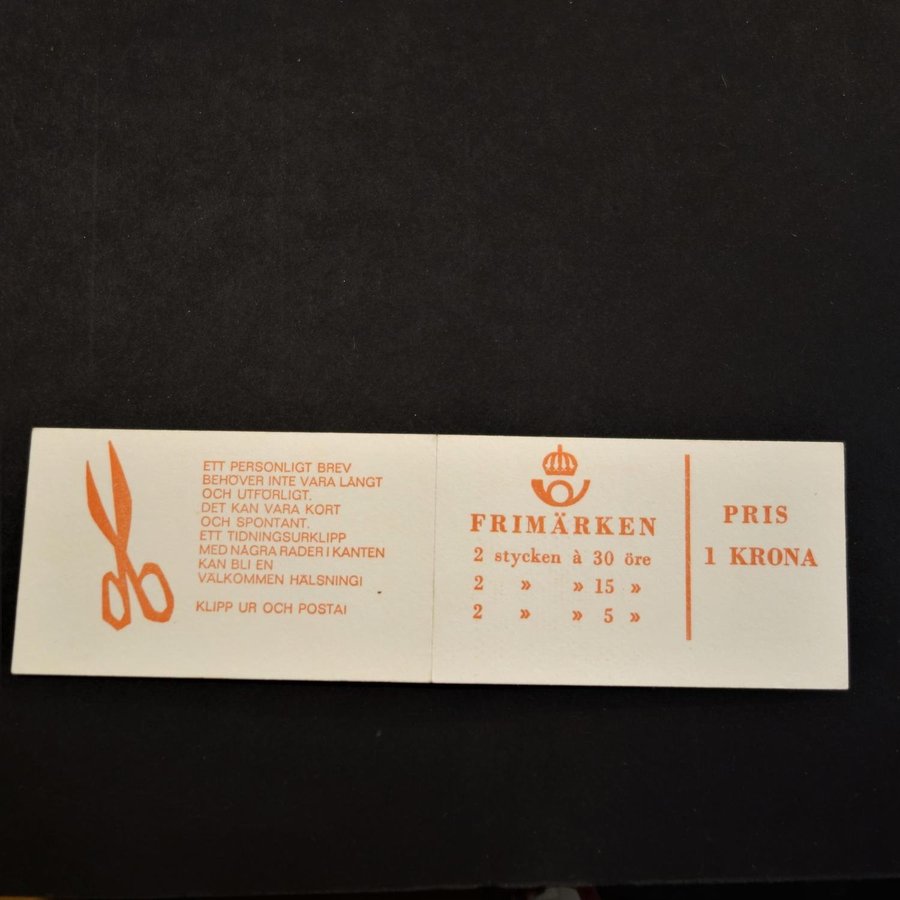 ETT PERSONLIGT BREV
BEHÖVER INTE VARA LÅNGT
OCH UTFÖRLIGT.
DET KAN VARA KORT
OCH SPONTANT.
ETT TIDNINGSURKLIPP
MED NÅGRA RADER I KANTEN
KAN BLI EN
VÄLKOMMEN HÄLSNING!
KLIPP UR OCH POSTA!
FRIMÄRKEN
2 stycken à 30 öre
2 » » 15 »
2 » » 5 »
PRIS
1 KRONA